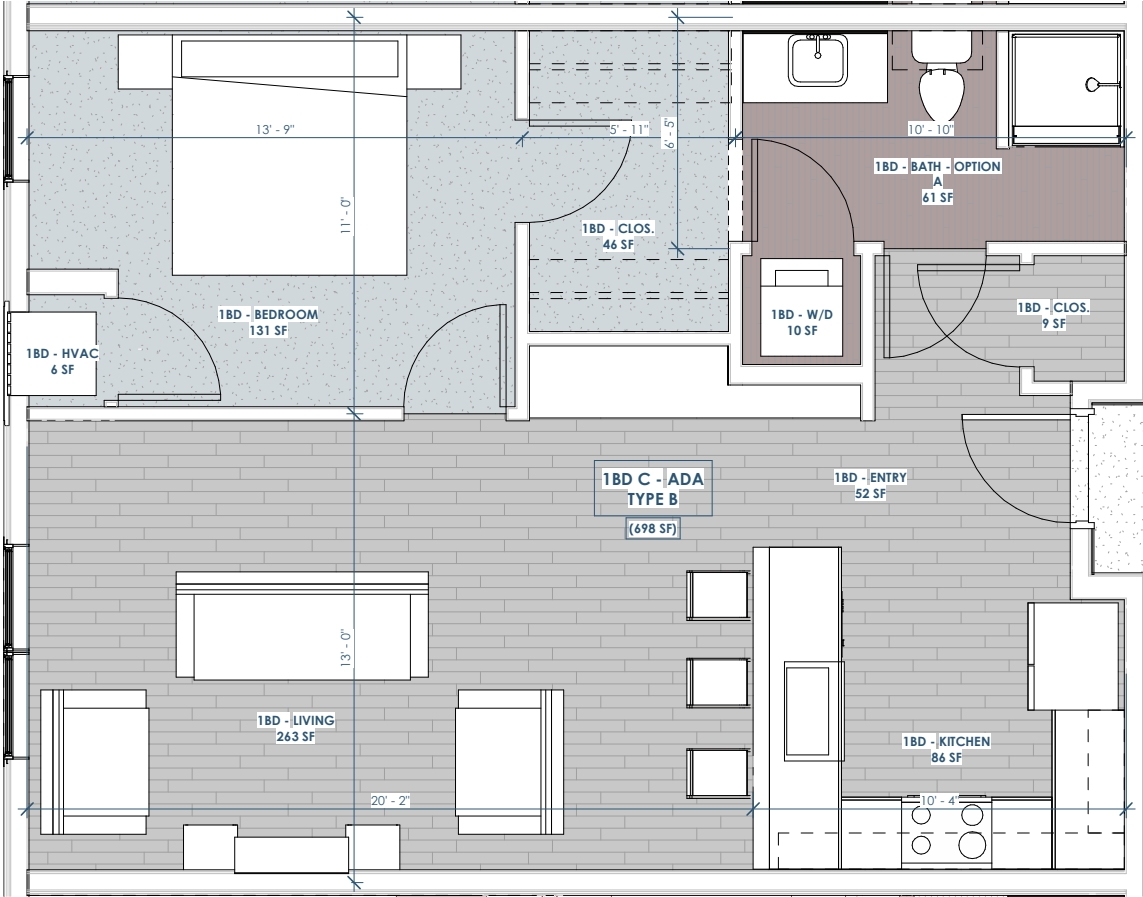 13' - 9"
5' - 11"
6' - 5"
10' - 10"
1BD - BATH - OPTION
A
61 SF
11' - 0"
1BD - CLOS.
46 SF
1BD - BEDROOM
131 SF
1BD - W/D
10 SF
1BD - CLOS.
9 SF
1BD - HVAC
6 SF
1BD C - ADA
TYPE B
(698 SF)
1BD - ENTRY
52 SF
13' - 0"
1BD - LIVING
263 SF
1BD - KITCHEN
86 SF
20' - 2"
10' - 4"